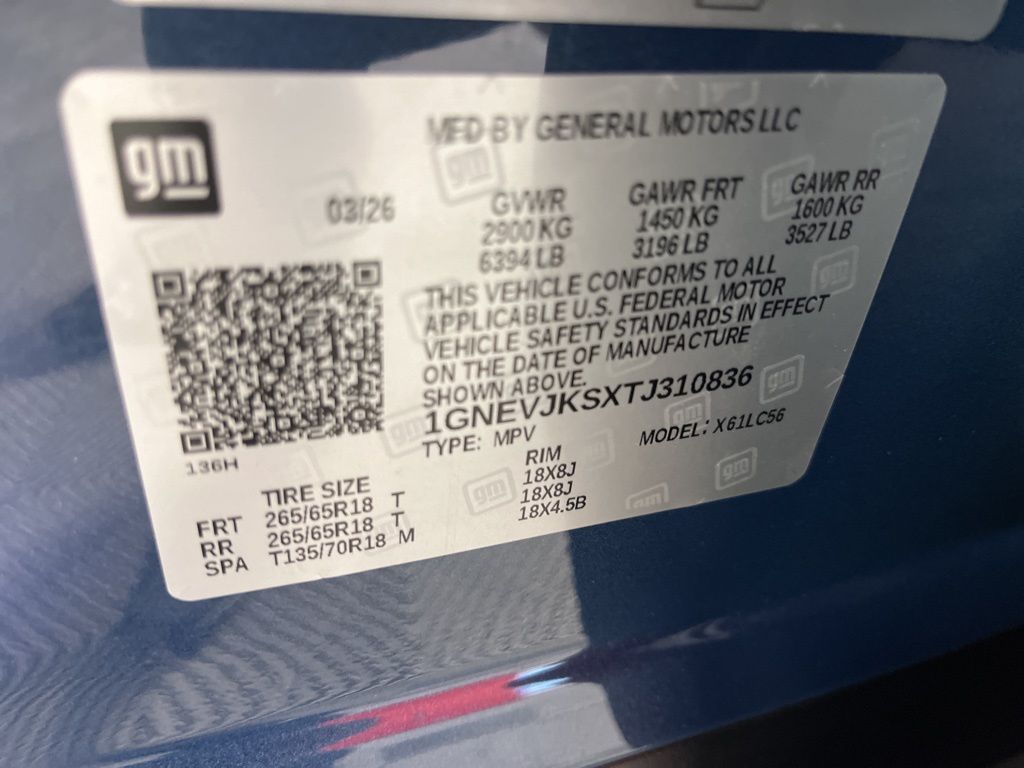 gm
MFD BY GENERAL MOTORS LLC
03/26
GVWR GAWR FRT GAWR RR
2900 KG 1450 KG 1600 KG
6394 LB 3196 LB 3527 LB
THIS VEHICLE CONFORMS TO ALL
APPLICABLE U.S. FEDERAL MOTOR
VEHICLE SAFETY STANDARDS IN EFFECT
ON THE DATE OF MANUFACTURE
SHOWN ABOVE.
1GNEVJKSXTJ310836
TYPE: MPV MODEL: X61LC56
136H
TIRE SIZE RIM
FRT 265/65R18 T 18X8J
RR 265/65R18 T 18X8J
SPA T135/70R18 M 18X4.5B